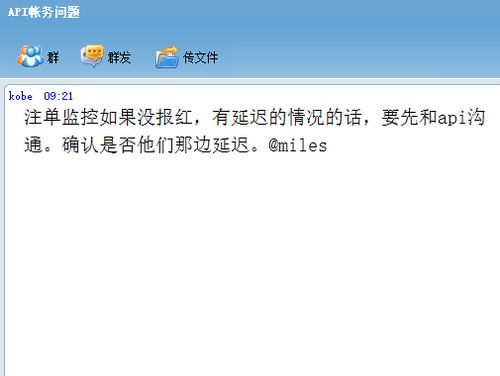 API帐务问题
群 群发 传文件
kobe 09:21
注单监控如果没报红，有延迟的情况的话，要先和api沟
通。确认是否他们那边延迟。@miles